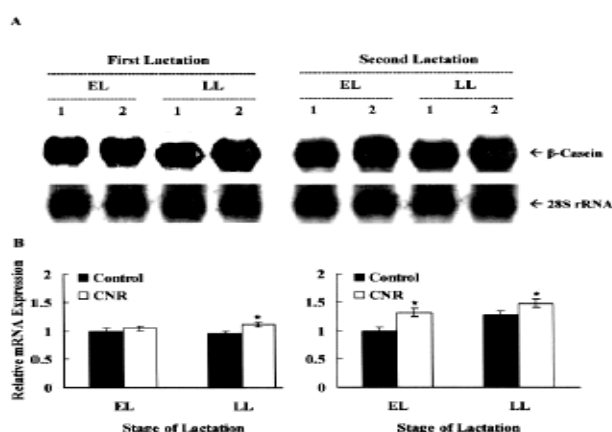 A
First Lactation Second Lactation
EL LL EL LL
1 2 1 2 1 2 1 2
← β-Casein
← 28S rRNA
B
Relative mRNA Expression
2
1.5
1
0.5
0
Control
CNR
*
EL LL
Stage of Lactation
2
1.5
1
0.5
0
Control
CNR
* *
EL LL
Stage of Lactation